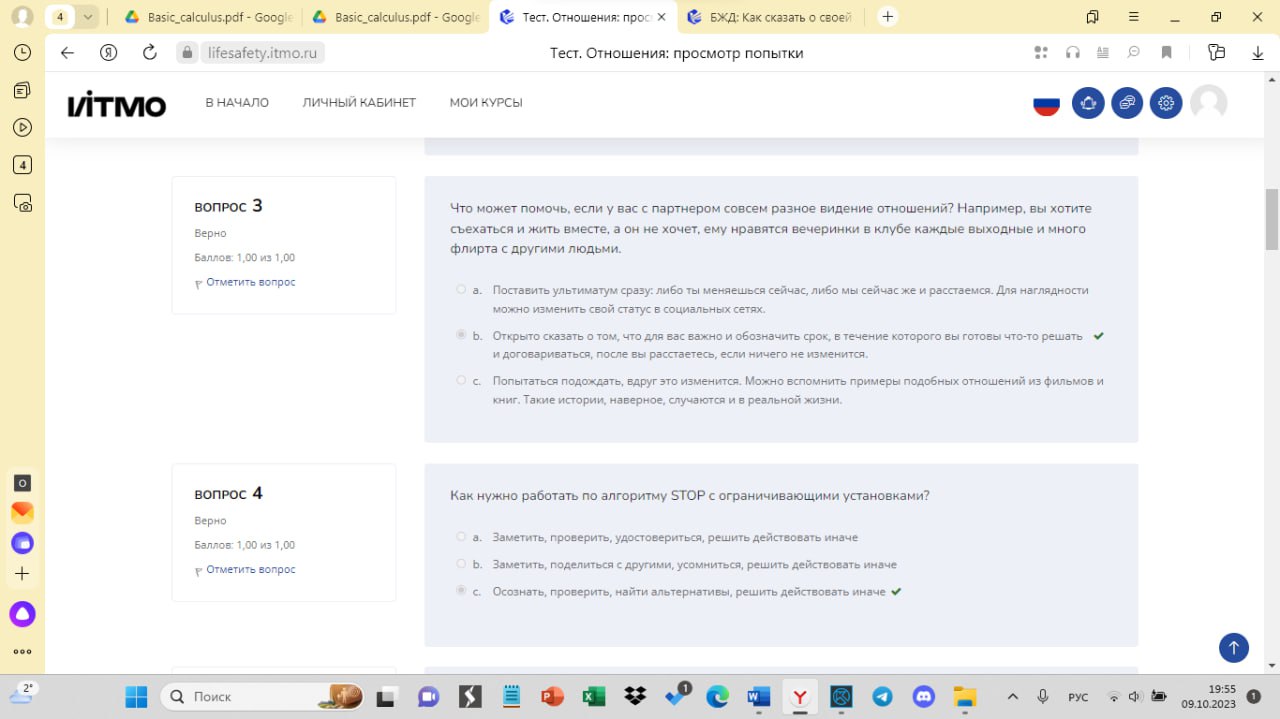 4
Basic_calculus.pdf - Google
Basic_calculus.pdf - Google
Тест. Отношения: прос
БЖД: Как сказать о своей
lifesafety.itmo.ru
Тест. Отношения: просмотр попытки
ИТМО
В НАЧАЛО
ЛИЧНЫЙ КАБИНЕТ
МОИ КУРСЫ
4
ВОПРОС 3
Верно
Баллов: 1,00 из 1,00
Отметить вопрос
Что может помочь, если у вас с партнером совсем разное видение отношений? Например, вы хотите
съехаться и жить вместе, а он не хочет, ему нравятся вечеринки в клубе каждые выходные и много
флирта с другими людьми.
a. Поставить ультиматум сразу: либо ты меняешься сейчас, либо мы сейчас же и расстаемся. Для наглядности
можно изменить свой статус в социальных сетях.
b. Открыто сказать о том, что для вас важно и обозначить срок, в течение которого вы готовы что-то решать
и договариваться, после вы расстаетесь, если ничего не изменится.
c. Попытаться подождать, вдруг это изменится. Можно вспомнить примеры подобных отношений из фильмов и
книг. Такие истории, наверное, случаются и в реальной жизни.
ВОПРОС 4
Верно
Баллов: 1,00 из 1,00
Отметить вопрос
Как нужно работать по алгоритму STOP с ограничивающими установками?
a. Заметить, проверить, удостовериться, решить действовать иначе
b. Заметить, поделиться с другими, усомниться, решить действовать иначе
c. Осознать, проверить, найти альтернативы, решить действовать иначе
2°
Поиск
1
РУС
19:55
09.10.2023
1